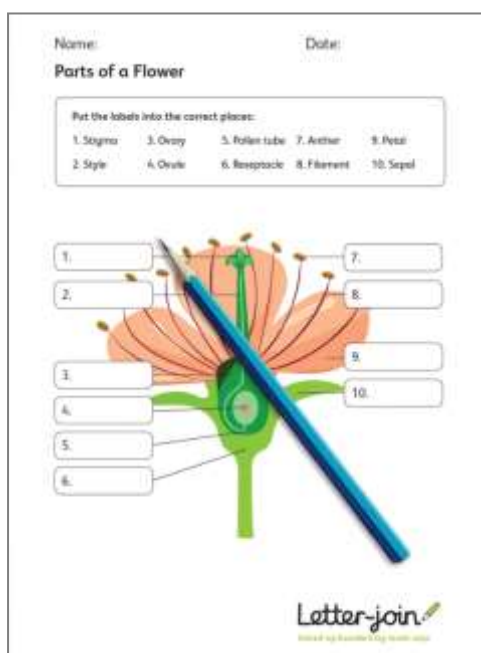 Name: Date:
Parts of a Flower
Put the labels into the correct places:
1. Stigma 3. Ovary 5. Pollen tube 7. Anther 9. Petal
2. Style 4. Ovule 6. Receptacle 8. Filament 10. Sepal
1.
2.
3.
4.
5.
6.
7.
8.
9.
10.
Letter-join